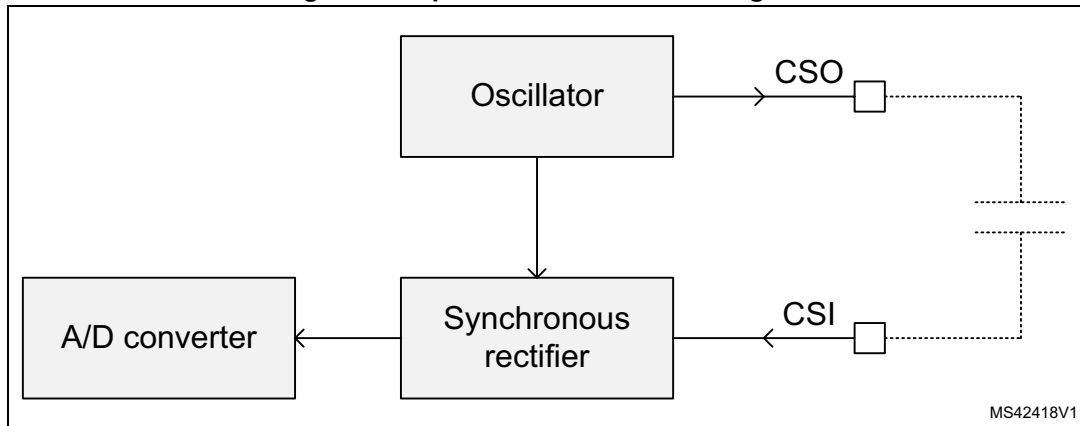 Oscillator
CSO
Synchronous
rectifier
CSI
A/D converter
MS42418V1